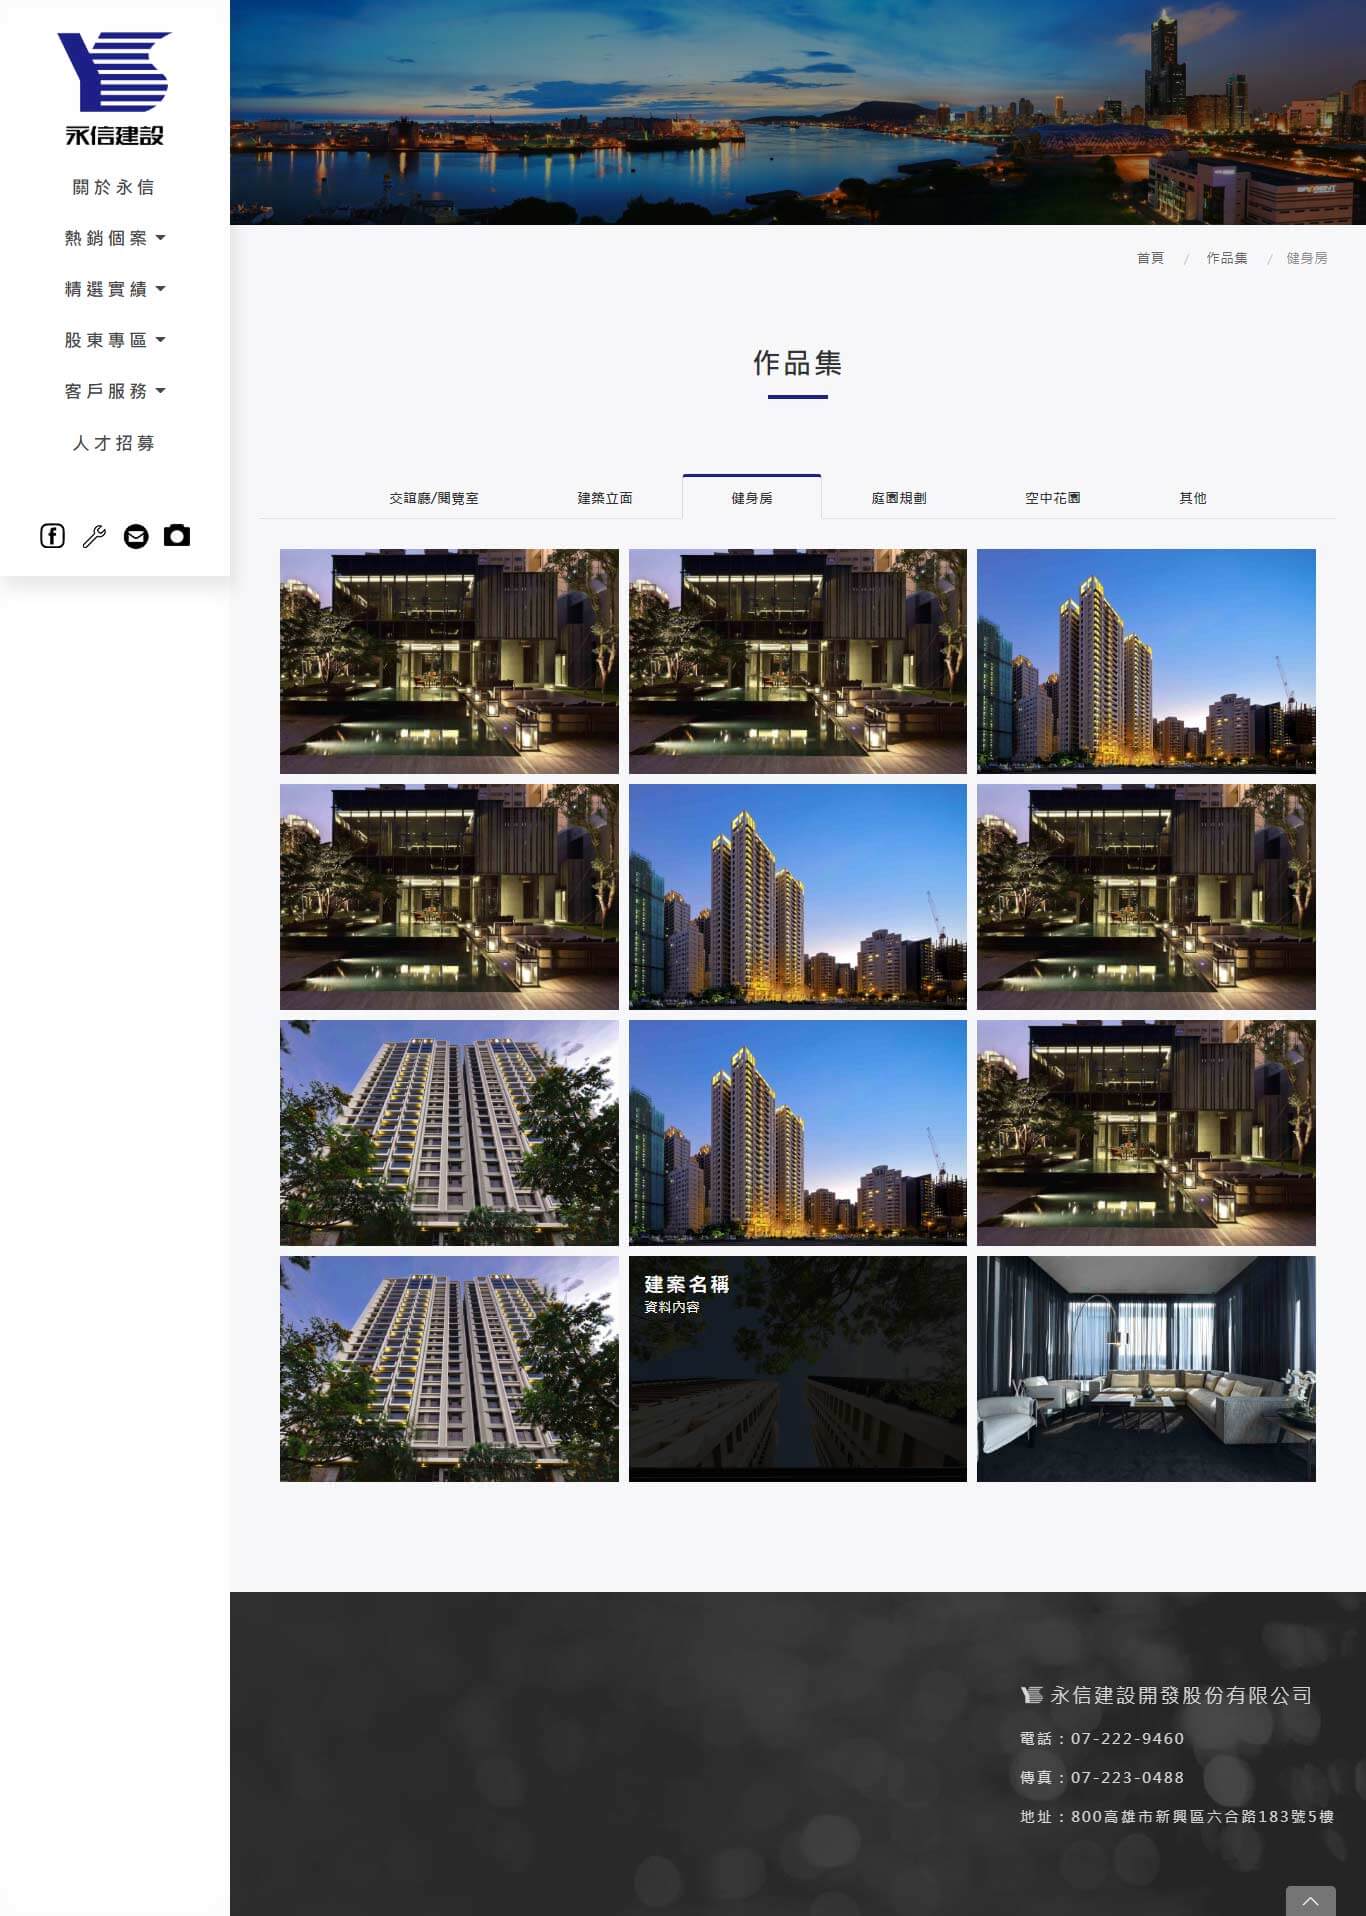 永信建設
關於永信
熱銷個案
精選實績
股東專區
客戶服務
人才招募
首頁 / 作品集 / 健身房
作品集
交誼廳/閱覽室 建築立面 健身房 庭園規劃 空中花園 其他
建案名稱
資料內容
永信建設開發股份有限公司
電話：07-222-9460
傳真：07-223-0488
地址：800高雄市新興區六合路183號5樓